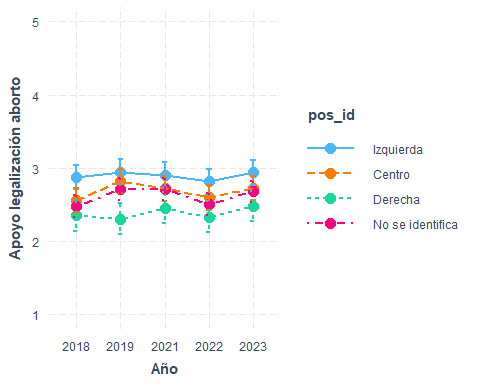 5
4
3
2
1
Apoyo legalización aborto
2018 2019 2021 2022 2023
Año
pos_id
Izquierda
Centro
Derecha
No se identifica